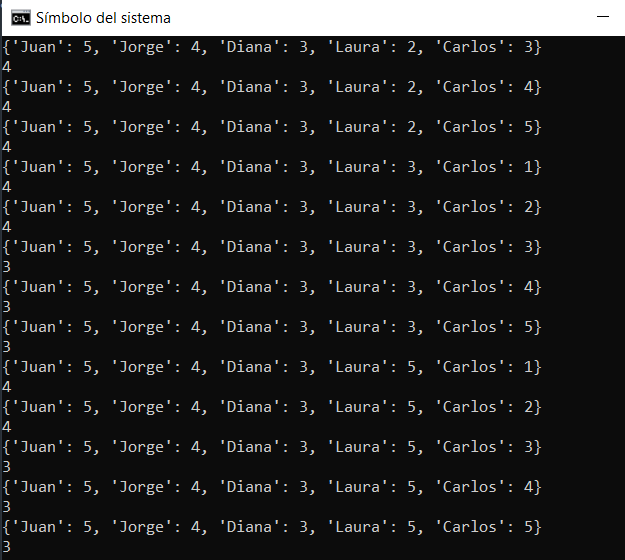 Símbolo del sistema
{'Juan': 5, 'Jorge': 4, 'Diana': 3, 'Laura': 2, 'Carlos': 3}
4
{'Juan': 5, 'Jorge': 4, 'Diana': 3, 'Laura': 2, 'Carlos': 4}
4
{'Juan': 5, 'Jorge': 4, 'Diana': 3, 'Laura': 2, 'Carlos': 5}
4
{'Juan': 5, 'Jorge': 4, 'Diana': 3, 'Laura': 3, 'Carlos': 1}
4
{'Juan': 5, 'Jorge': 4, 'Diana': 3, 'Laura': 3, 'Carlos': 2}
4
{'Juan': 5, 'Jorge': 4, 'Diana': 3, 'Laura': 3, 'Carlos': 3}
3
{'Juan': 5, 'Jorge': 4, 'Diana': 3, 'Laura': 3, 'Carlos': 4}
3
{'Juan': 5, 'Jorge': 4, 'Diana': 3, 'Laura': 3, 'Carlos': 5}
3
{'Juan': 5, 'Jorge': 4, 'Diana': 3, 'Laura': 5, 'Carlos': 1}
4
{'Juan': 5, 'Jorge': 4, 'Diana': 3, 'Laura': 5, 'Carlos': 2}
4
{'Juan': 5, 'Jorge': 4, 'Diana': 3, 'Laura': 5, 'Carlos': 3}
3
{'Juan': 5, 'Jorge': 4, 'Diana': 3, 'Laura': 5, 'Carlos': 4}
3
{'Juan': 5, 'Jorge': 4, 'Diana': 3, 'Laura': 5, 'Carlos': 5}
3